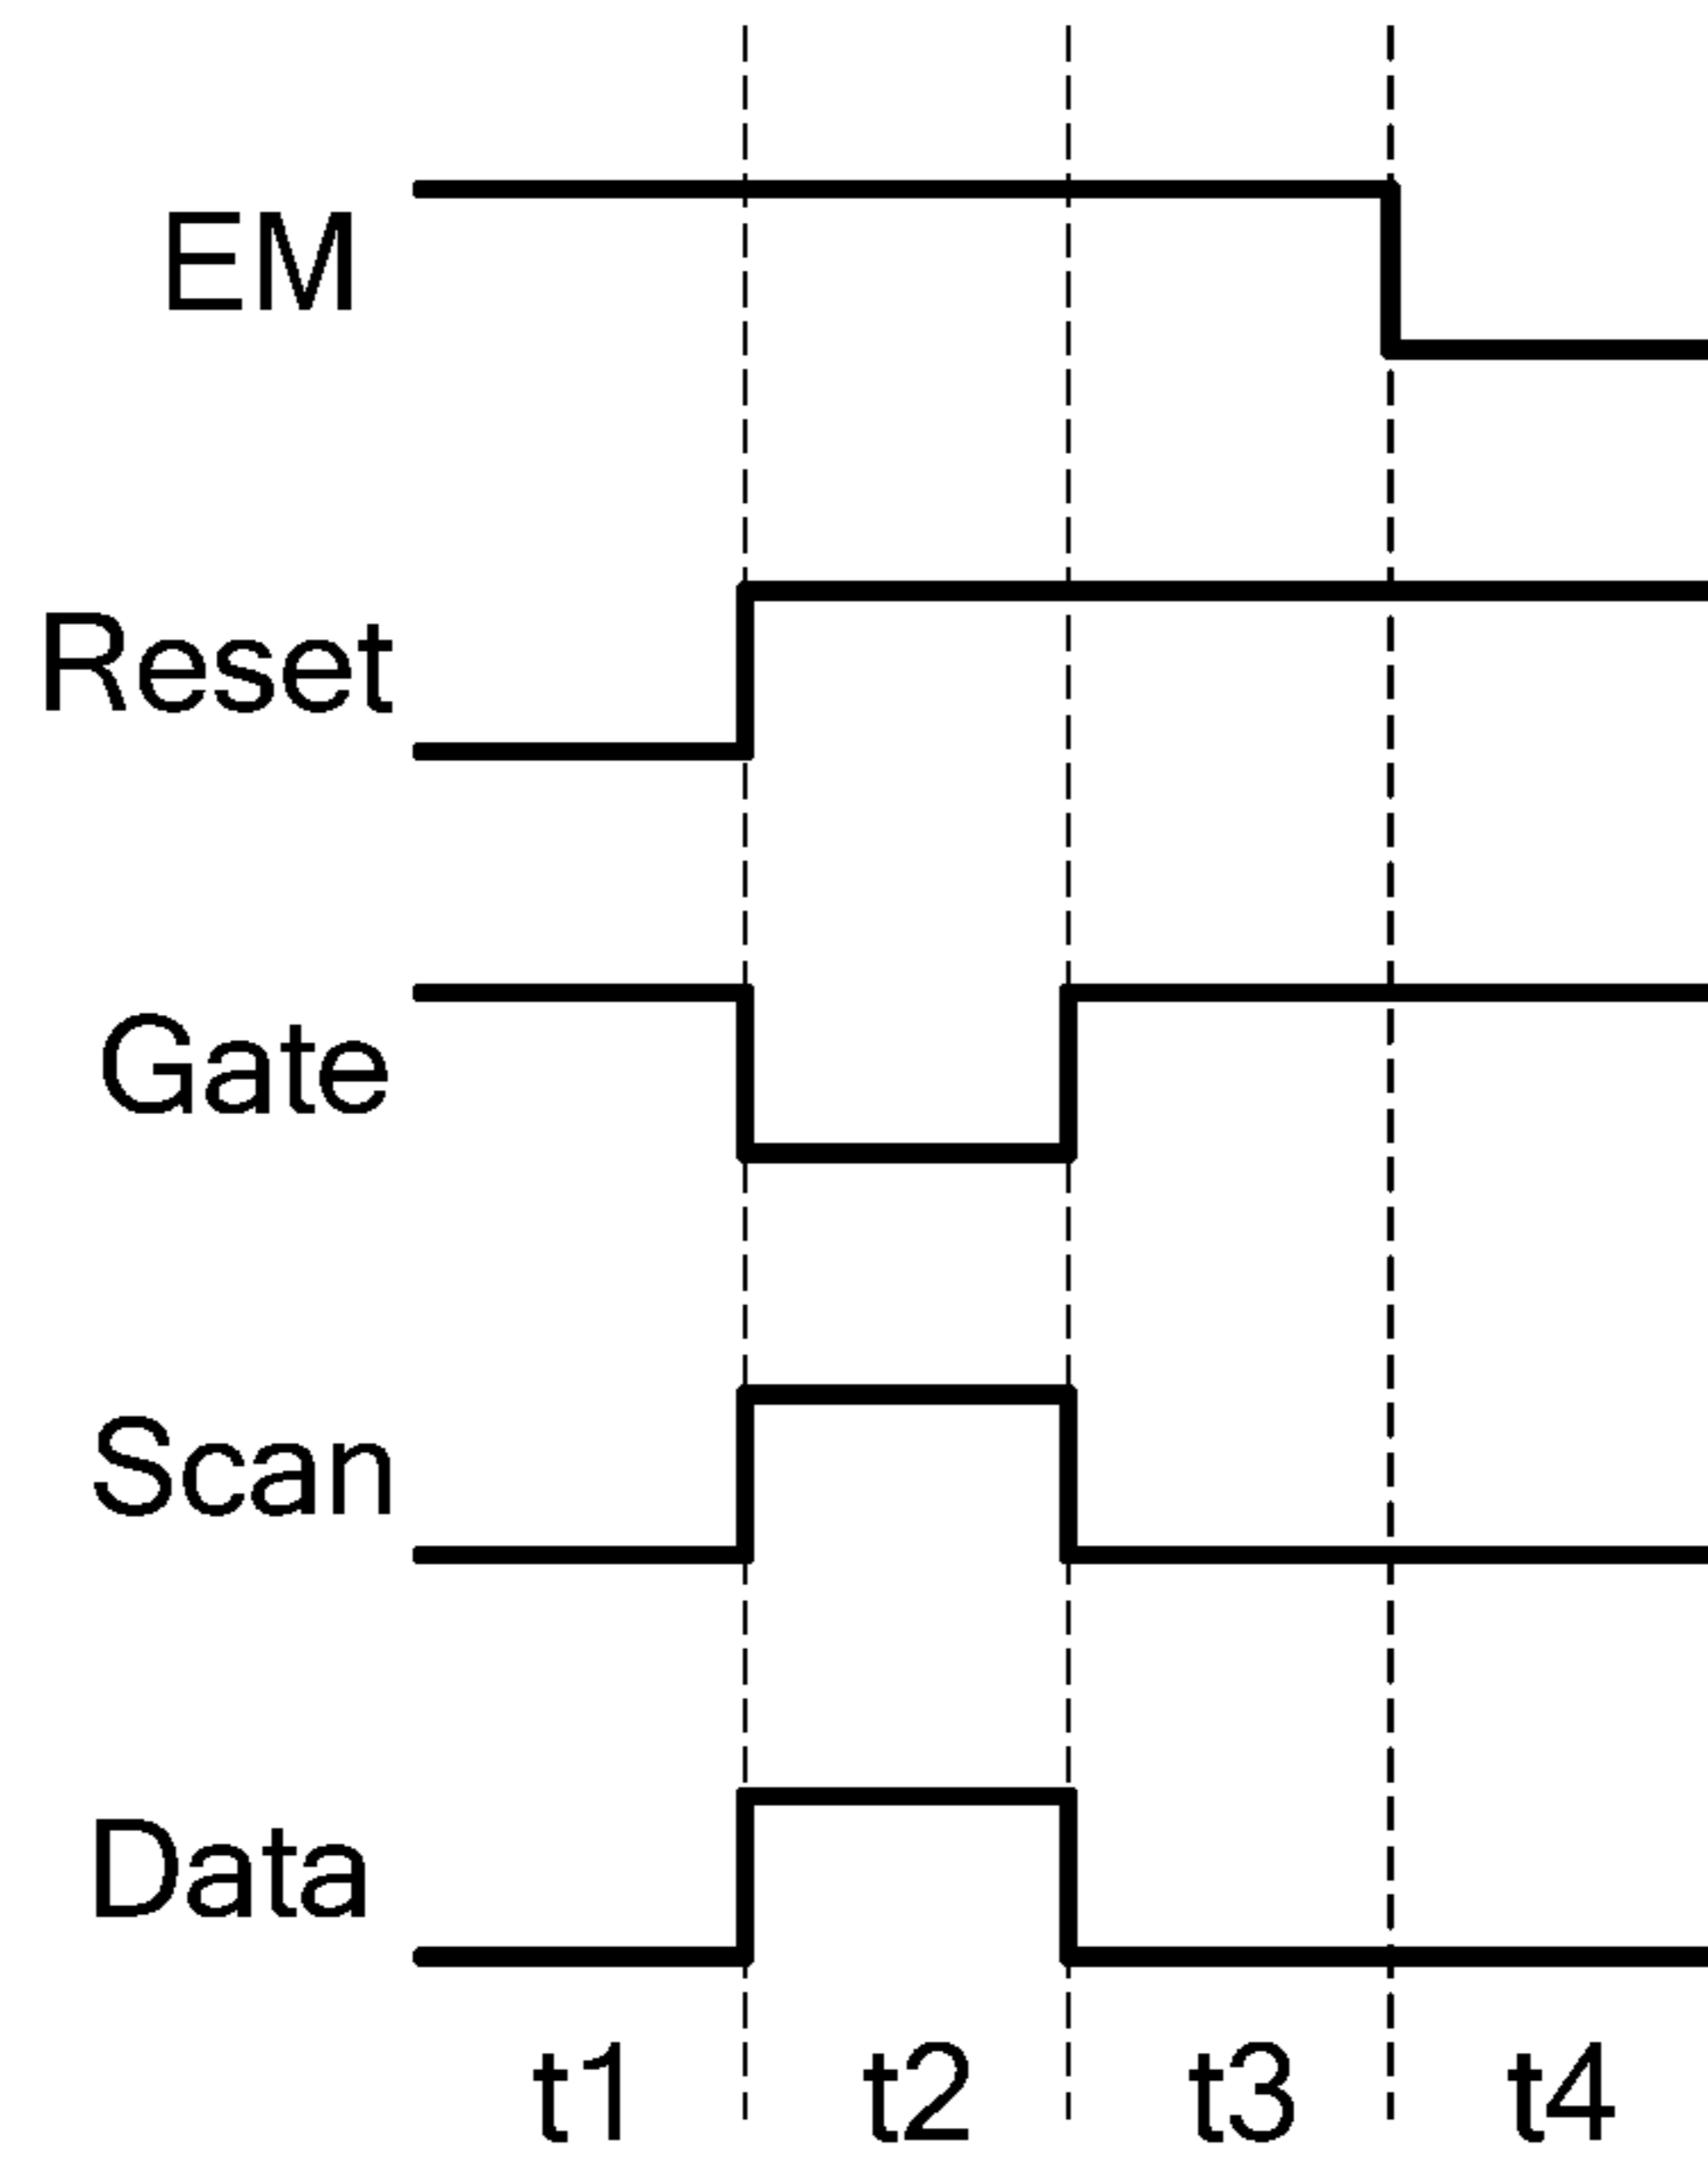 EM
Reset
Gate
Scan
Data
t1 t2 t3 t4